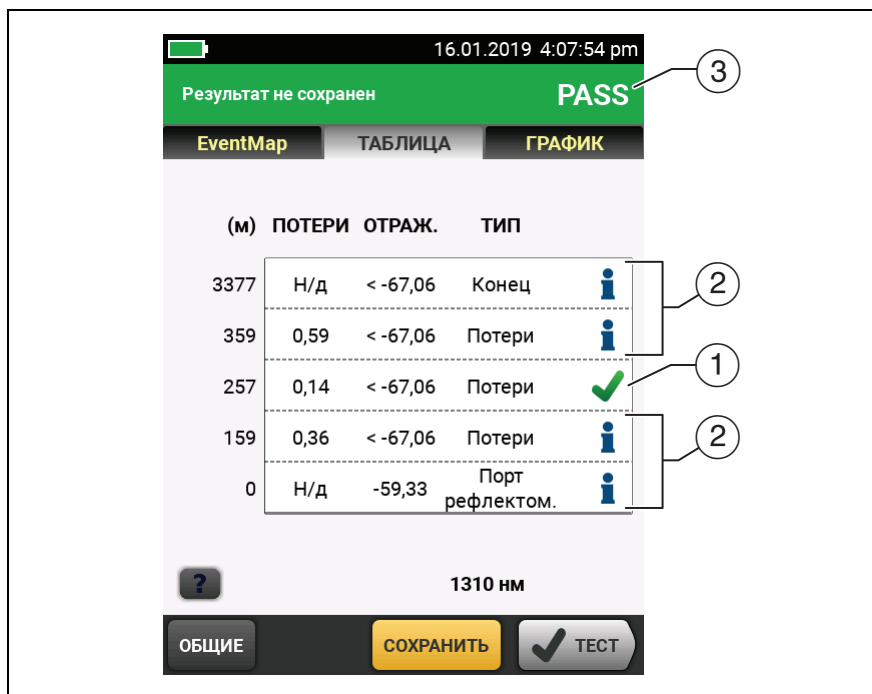 16.01.2019 4:07:54 pm
Результат не сохранен PASS
3
EventMap ТАБЛИЦА ГРАФИК
(м) ПОТЕРИ ОТРАЖ. ТИП
3377 Н/д < -67,06 Конец
2
359 0,59 < -67,06 Потери
257 0,14 < -67,06 Потери
1
159 0,36 < -67,06 Потери
2
0 Н/д -59,33 Порт
рефлектом.
?
1310 нм
ОБЩИЕ СОХРАНИТЬ ТЕСТ